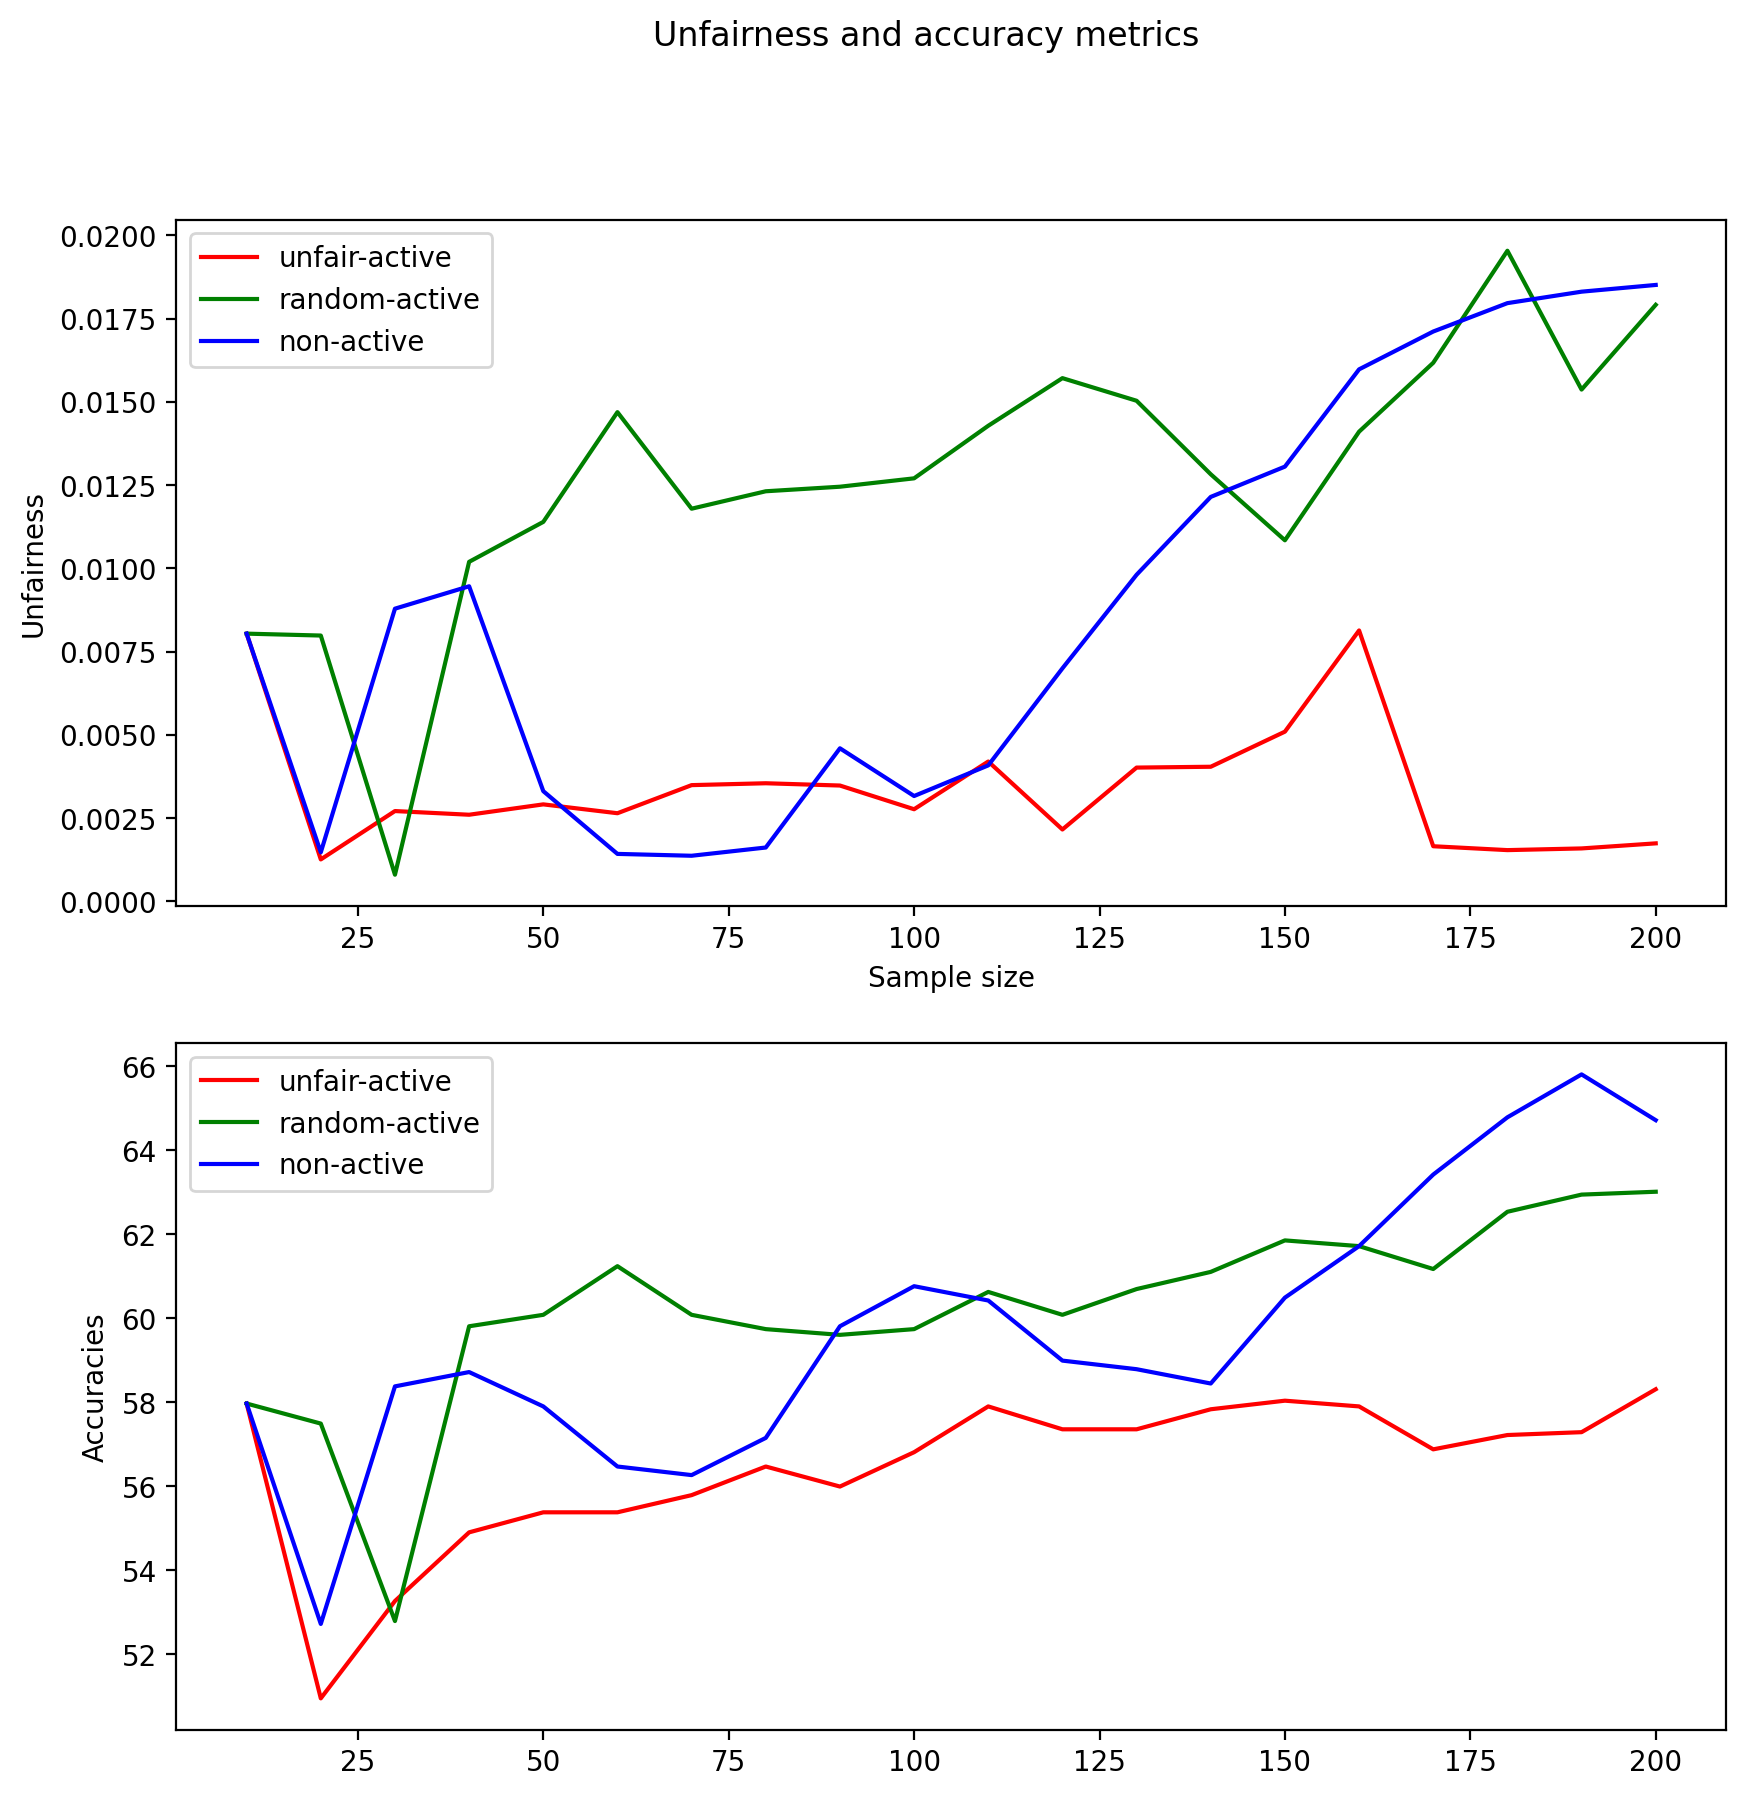 Unfairness and accuracy metrics
0.0200
0.0175
0.0150
0.0125
0.0100
0.0075
0.0050
0.0025
0.0000
Unfairness
unfair-active
random-active
non-active
25 50 75 100 125 150 175 200
Sample size
66
64
62
60
58
56
54
52
Accuracies
unfair-active
random-active
non-active
25 50 75 100 125 150 175 200